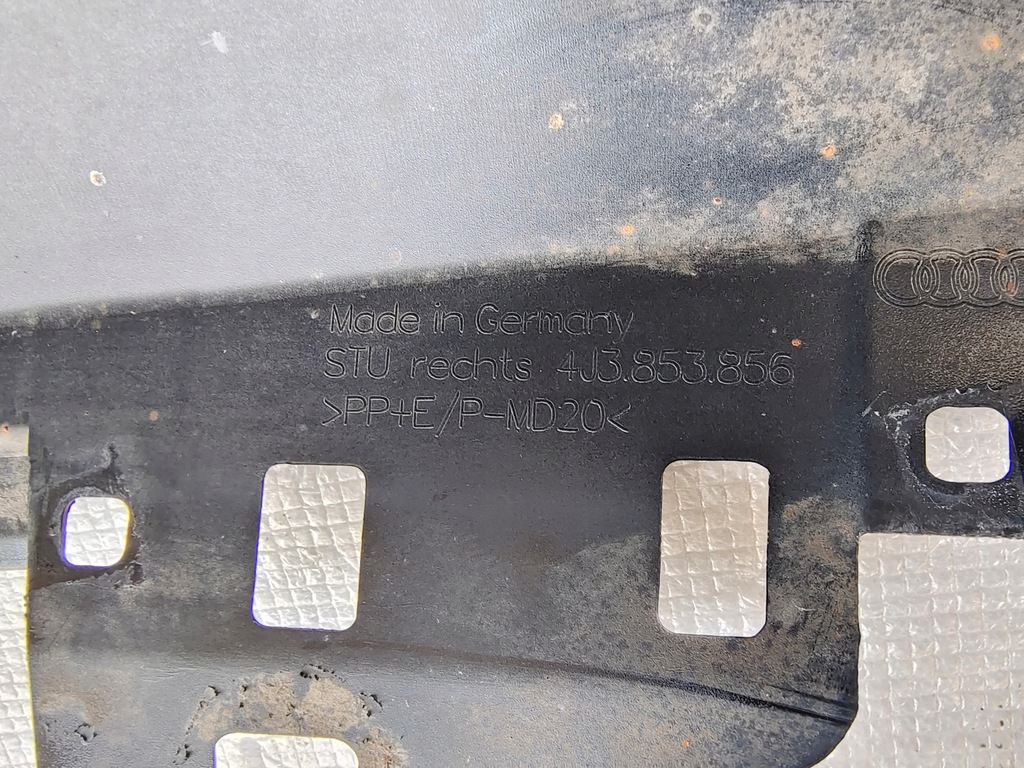 Made in Germany
STU rechts 4J3.853.856
>PP+E/P-MD20<